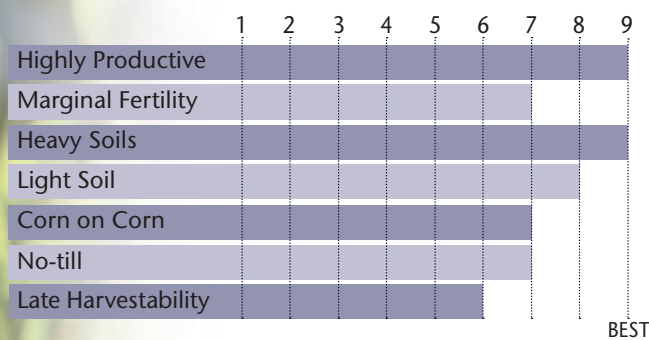 1 2 3 4 5 6 7 8 9
Highly Productive
Marginal Fertility
Heavy Soils
Light Soil
Corn on Corn
No-till
Late Harvestability
BEST